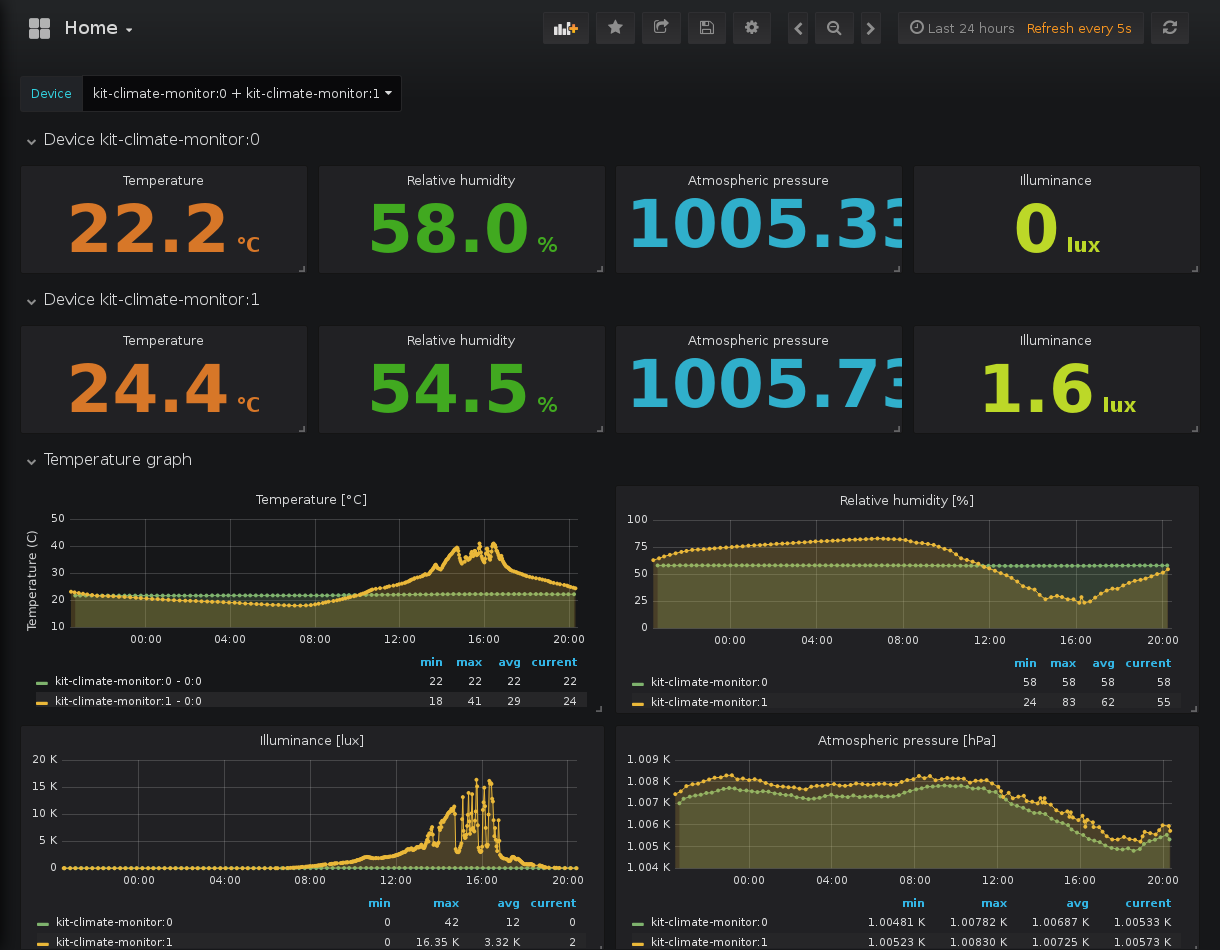 Home
Last 24 hours Refresh every 5s
Device kit-climate-monitor:0 + kit-climate-monitor:1
Device kit-climate-monitor:0
Temperature Relative humidity Atmospheric pressure Illuminance
22.2 °C 58.0 % 1005.33 0 lux
Device kit-climate-monitor:1
Temperature Relative humidity Atmospheric pressure Illuminance
24.4 °C 54.5 % 1005.73 1.6 lux
Temperature graph
Temperature [°C]
Temperature (C)
50
40
30
20
10
00:00 04:00 08:00 12:00 16:00 20:00
min max avg current
kit-climate-monitor:0 - 0:0 22 22 22 22
kit-climate-monitor:1 - 0:0 18 41 29 24
Relative humidity [%]
100
75
50
25
0
00:00 04:00 08:00 12:00 16:00 20:00
min max avg current
kit-climate-monitor:0 58 58 58 58
kit-climate-monitor:1 24 83 62 55
Illuminance [lux]
20 K
15 K
10 K
5 K
0
00:00 04:00 08:00 12:00 16:00 20:00
min max avg current
kit-climate-monitor:0 0 42 12 0
kit-climate-monitor:1 0 16.35 K 3.32 K 2
Atmospheric pressure [hPa]
1.009 K
1.008 K
1.007 K
1.006 K
1.005 K
1.004 K
00:00 04:00 08:00 12:00 16:00 20:00
min max avg current
kit-climate-monitor:0 1.00481 K 1.00782 K 1.00687 K 1.00533 K
kit-climate-monitor:1 1.00523 K 1.00830 K 1.00725 K 1.00573 K